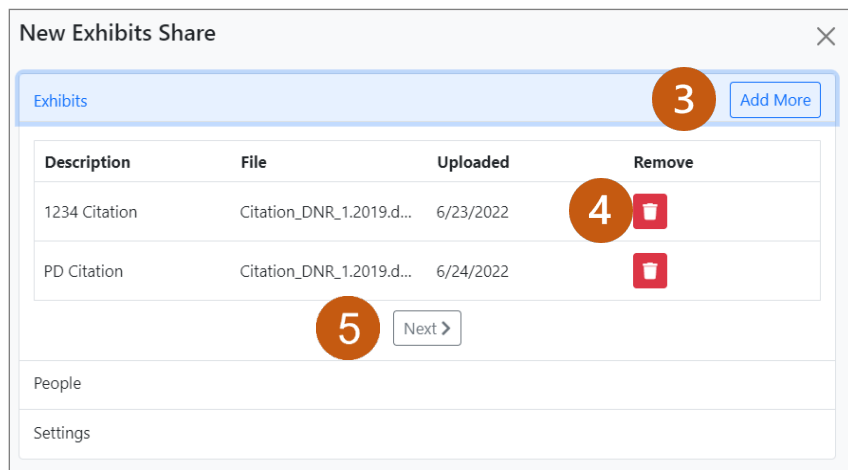 New Exhibits Share
Exhibits 3 Add More
Description File Uploaded Remove
1234 Citation Citation_DNR_1.2019.d... 6/23/2022 4
PD Citation Citation_DNR_1.2019.d... 6/24/2022
5 Next
People
Settings